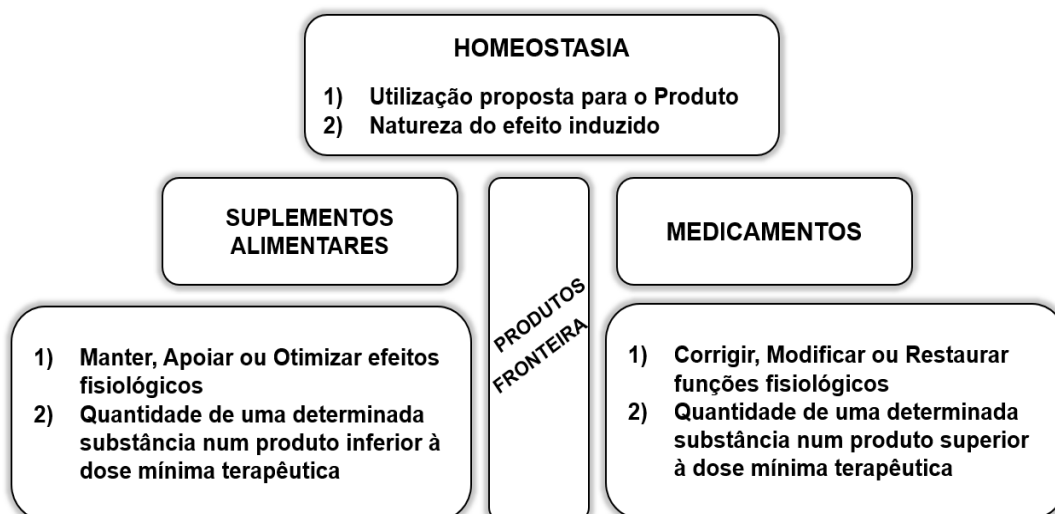 HOMEOSTASIA
1) Utilização proposta para o Produto
2) Natureza do efeito induzido
SUPLEMENTOS
ALIMENTARES
PRODUTOS
FRONTEIRA
MEDICAMENTOS
1) Manter, Apoiar ou Otimizar efeitos
fisiológicos
2) Quantidade de uma determinada
substância num produto inferior à
dose mínima terapêutica
1) Corrigir, Modificar ou Restaurar
funções fisiológicos
2) Quantidade de uma determinada
substância num produto superior
à dose mínima terapêutica